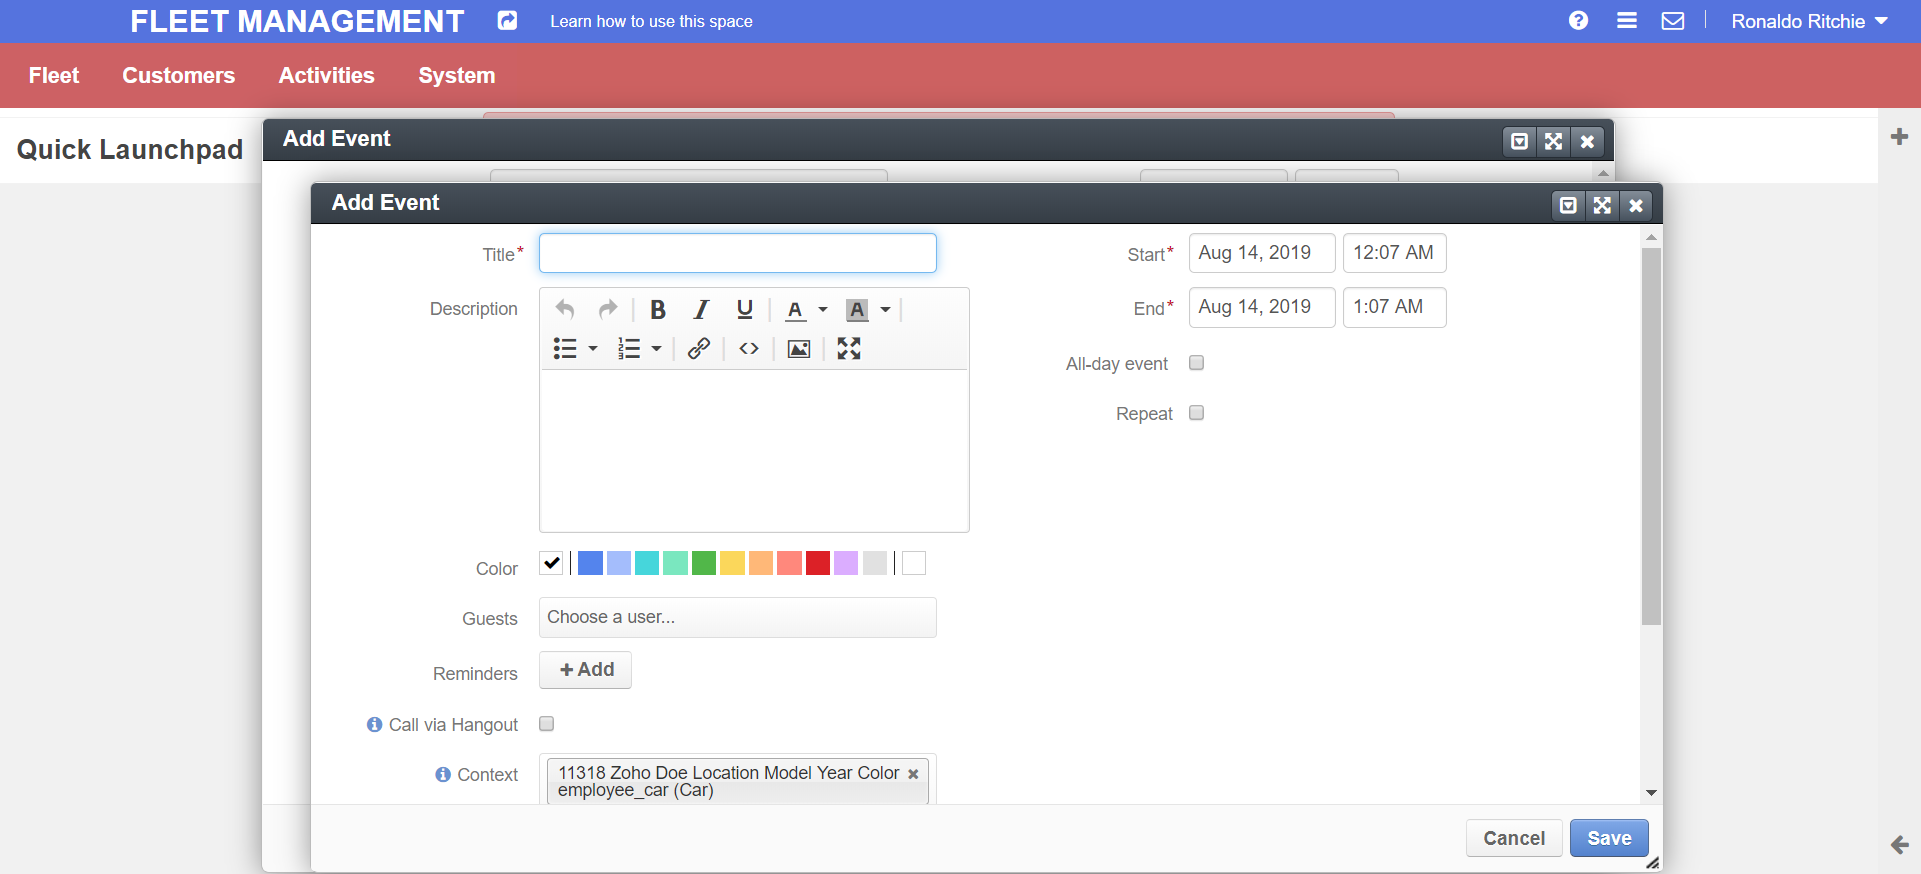 FLEET MANAGEMENT Learn how to use this space Ronaldo Ritchie
Fleet Customers Activities System
Quick Launchpad
Add Event
Add Event
Title* Start* Aug 14, 2019 12:07 AM
Description B I U A A End* Aug 14, 2019 1:07 AM
All-day event
Repeat
Color
Guests Choose a user...
Reminders +Add
Call via Hangout
Context 11318 Zoho Doe Location Model Year Color
employee_car (Car)
Cancel Save